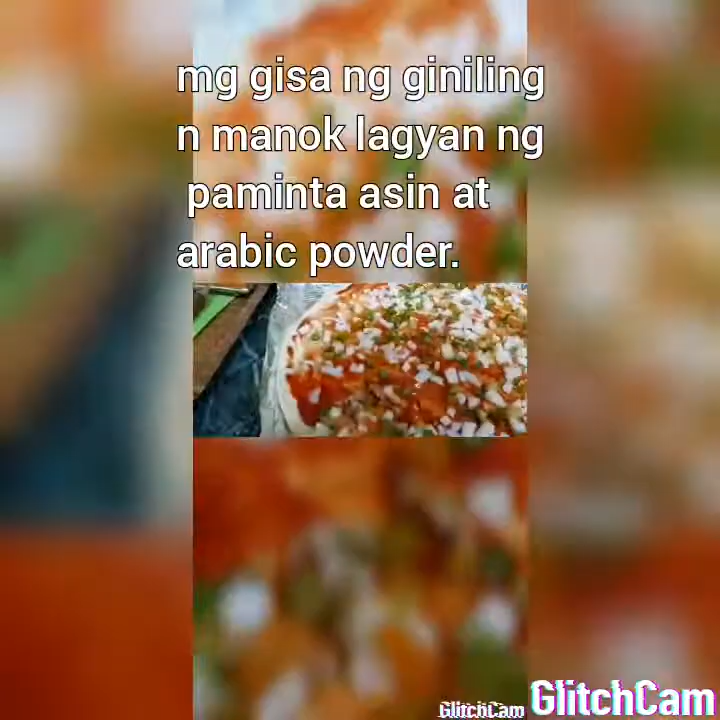 mg gisa ng giniling
n manok lagyan ng
paminta asin at
arabic powder.
GlitchCam GlitchCam